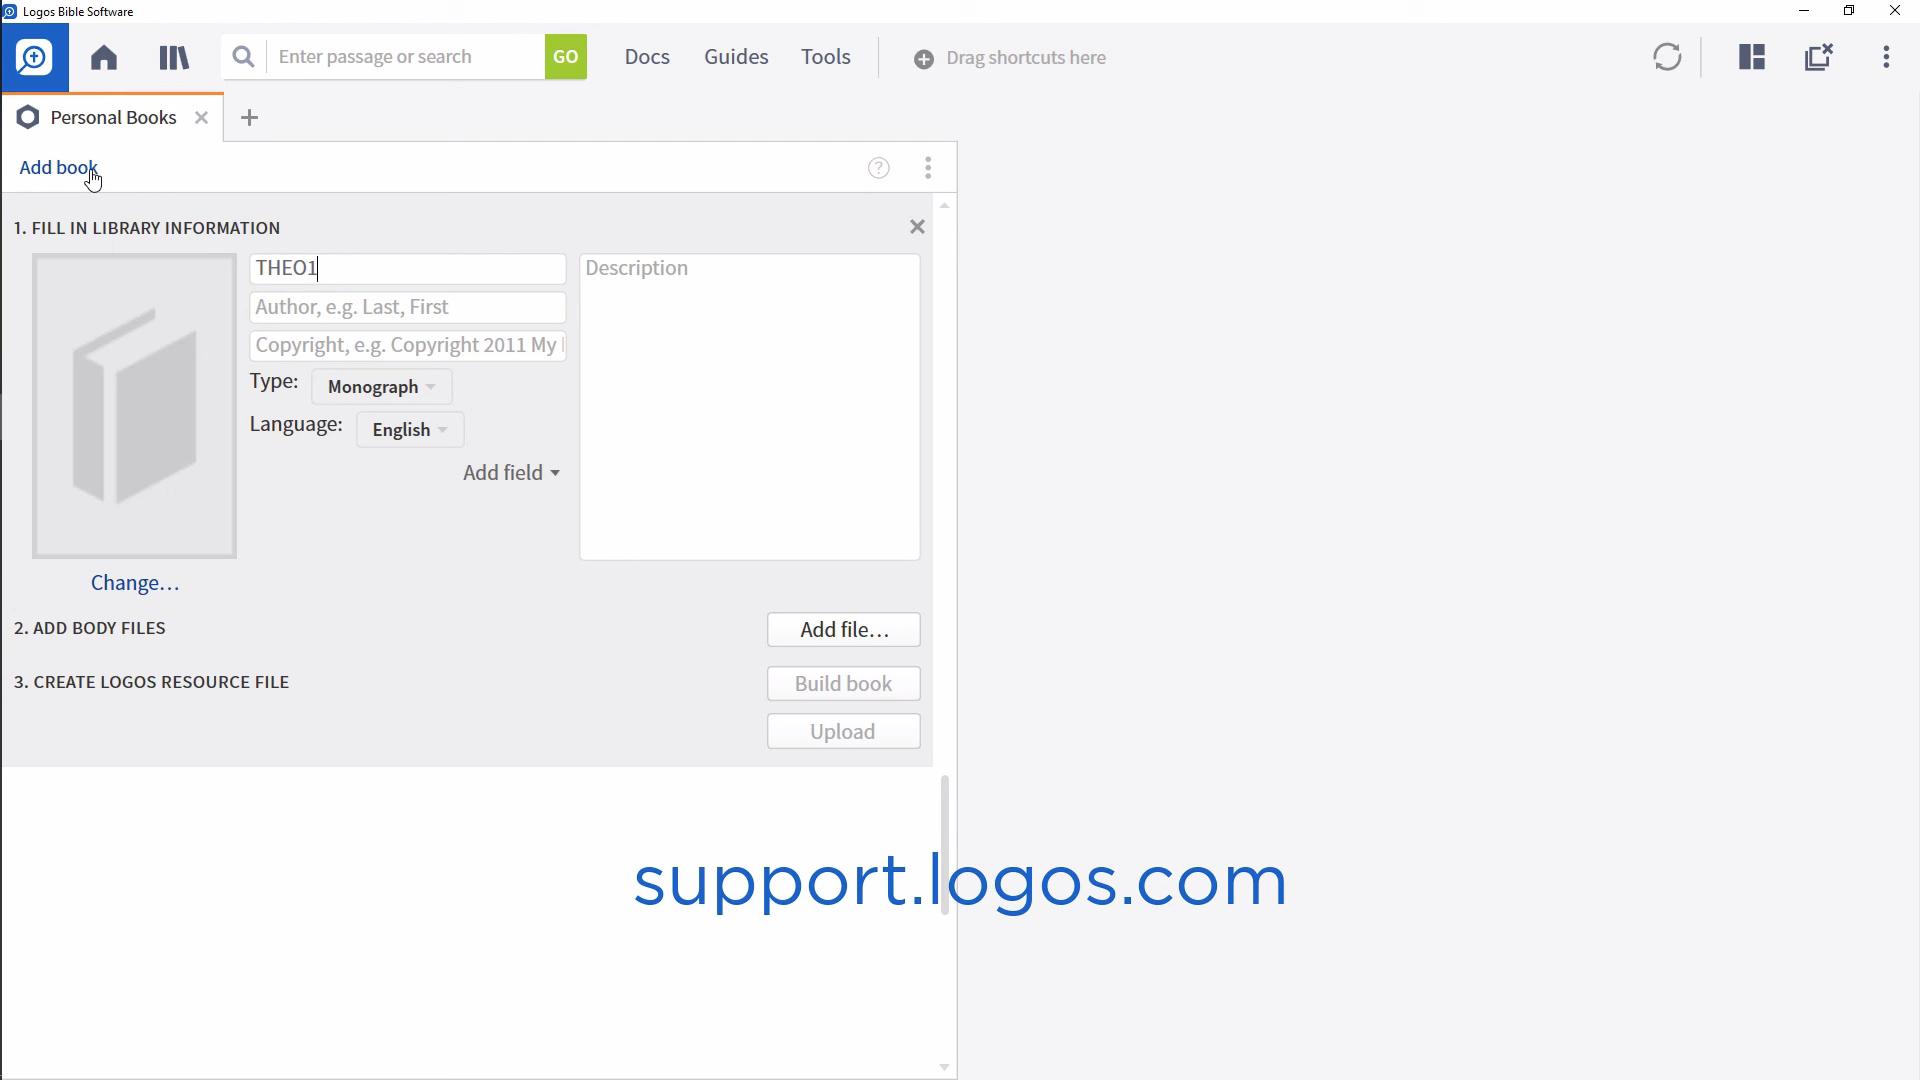 Logos Bible Software
Enter passage or search
GO
Docs
Guides
Tools
Drag shortcuts here
Personal Books
Add book
?
1. FILL IN LIBRARY INFORMATION
THEO1
Author, e.g. Last, First
Copyright, e.g. Copyright 2011 My
Type: Monograph
Language: English
Add field
Description
Change...
2. ADD BODY FILES
Add file...
3. CREATE LOGOS RESOURCE FILE
Build book
Upload
support.logos.com